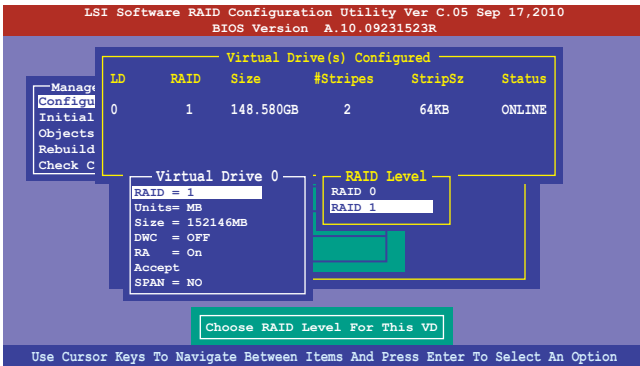 LSI Software RAID Configuration Utility Ver C.05 Sep 17,2010
BIOS Version A.10.09231523R
Virtual Drive(s) Configured
LD RAID Size #Stripes StripSz Status
0 1 148.580GB 2 64KB ONLINE
Manage
Configu
Initial
Objects
Rebuild
Check C
Virtual Drive 0
RAID = 1
Units= MB
Size = 152146MB
DWC = OFF
RA = On
Accept
SPAN = NO
RAID Level
RAID 0
RAID 1
Choose RAID Level For This VD
Use Cursor Keys To Navigate Between Items And Press Enter To Select An Option